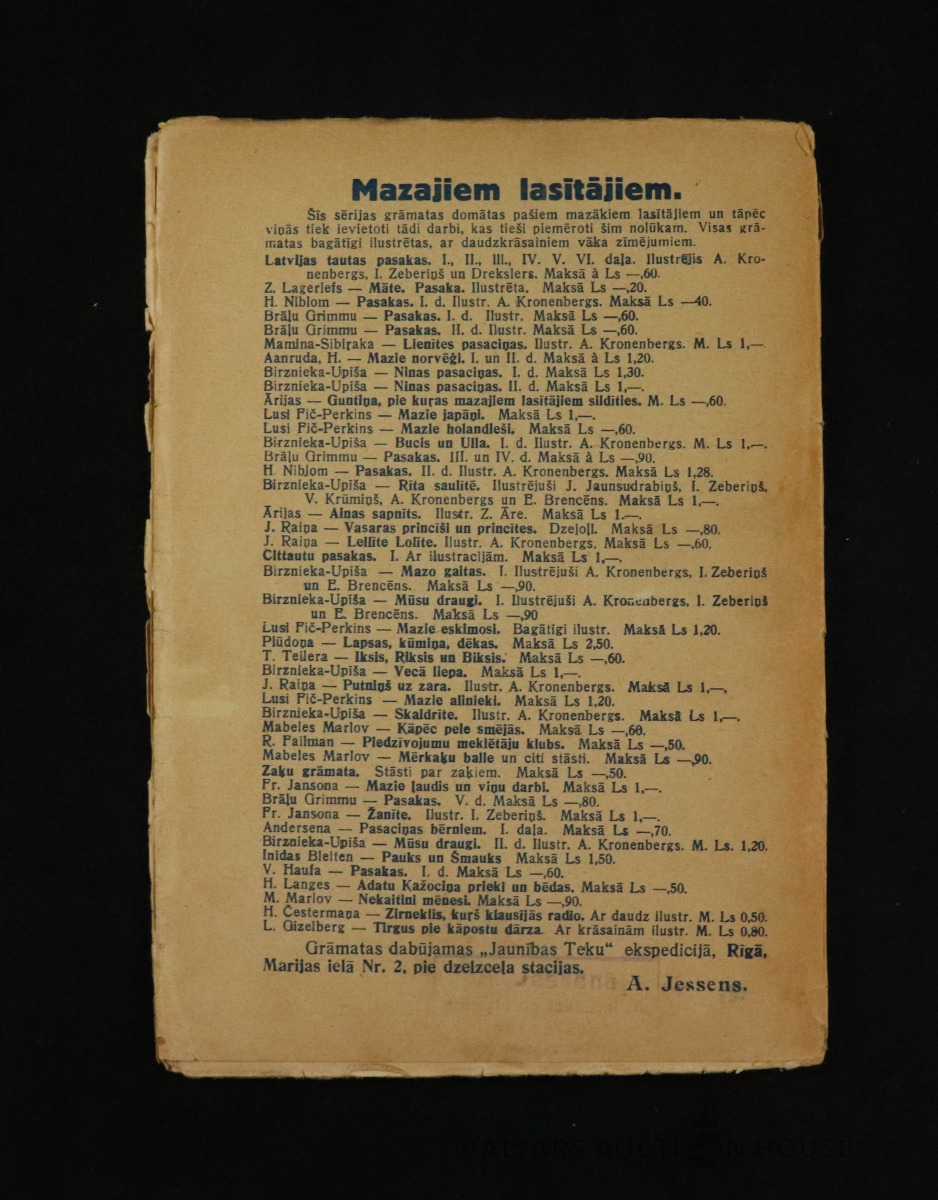 Mazajiem lasītājiem.
Šīs sērijas grāmatas domātas pašiem mazākiem lasītājiem un tāpēc
viņās tiek ievietoti tādi darbi, kas tieši piemēroti šim nolūkam. Visas grā-
matas bagātīgi ilustrētas, ar daudzkrāsainiem vāka zīmējumiem.
Latvijas tautas pasakas. I., II., III., IV. V. VI. daļa. Ilustrējis A. Kro-
nenbergs, I. Zeberiņš un Drekslers. Maksā à Ls —,60.
Z. Lagerlefs — Māte. Pasaka. Ilustrēta. Maksā Ls —,20.
H. Niblom — Pasakas. I. d. Ilustr. A. Kronenbergs. Maksā Ls —40.
Brāļu Grimmu — Pasakas. I. d. Ilustr. Maksā Ls —,60.
Brāļu Grimmu — Pasakas. II. d. Ilustr. Maksā Ls —,60.
Mamina-Sibiraka — Lienītes pasaciņas. Ilustr. A. Kronenbergs. M. Ls 1,—
Aanruda, H. — Mazie norvēģi. I. un II. d. Maksā à Ls 1,20.
Birznieka-Upīša — Ninas pasaciņas. I. d. Maksā Ls 1,30.
Birznieka-Upīša — Ninas pasaciņas. II. d. Maksā Ls 1,—.
Ārijas — Guntiņa, pie kuŗas mazajiem lasītājiem sildīties. M. Ls —,60.
Lusi Fič-Perkins — Mazie japāņi. Maksā Ls 1,—.
Lusi Fič-Perkins — Mazie holandieši. Maksā Ls —,60.
Birznieka-Upīša — Bucis un Ulla. I. d. Ilustr. A. Kronenbergs. M. Ls 1,—.
Brāļu Grimmu — Pasakas. III. un IV. d. Maksā à Ls —,90.
H. Niblom — Pasakas. II. d. Ilustr. A. Kronenbergs. Maksā Ls 1,28.
Birznieka-Upīša — Rīta saulītē. Ilustrējuši J. Jaunsudrabiņš, I. Zeberiņš,
V. Krūmiņš, A. Kronenbergs un E. Brencēns. Maksā Ls 1,—.
Ārijas — Ainas sapnīts. Ilustr. Z. Āre. Maksā Ls 1.—.
J. Raiņa — Vasaras princīši un princītes. Dzejoļi. Maksā Ls —,80.
J. Raiņa — Lellīte Lolīte. Ilustr. A. Kronenbergs. Maksā Ls —,60.
Cittautu pasakas. I. Ar ilustracijām. Maksā Ls 1,—.
Birznieka-Upīša — Mazo gaitas. I. Ilustrējuši A. Kronenbergs, I. Zeberiņš
un E. Brencēns. Maksā Ls —,90.
Birznieka-Upīša — Mūsu draugi. I. Ilustrējuši A. Kronenbergs, I. Zeberiņš
un E. Brencēns. Maksā Ls —,90
Lusi Fič-Perkins — Mazie eskimosi. Bagātīgi ilustr. Maksā Ls 1,20.
Plūdoņa — Lapsas, kūmiņa, dēkas. Maksā Ls 2,50.
T. Teilera — Iksis, Ŗiksis un Biksis. Maksā Ls —,60.
Birznieka-Upīša — Vecā liepa. Maksā Ls 1,—.
J. Raiņa — Putniņš uz zara. Ilustr. A. Kronenbergs. Maksā Ls 1,—,
Lusi Fič-Perkins — Mazie alinieki. Maksā Ls 1,20.
Birznieka-Upīša — Skaidrīte. Ilustr. A. Kronenbergs. Maksā Ls 1,—.
Mabeles Marlov — Kāpēc pele smējās. Maksā Ls —,60.
R. Failman — Piedzīvojumu meklētāju klubs. Maksā Ls —,50.
Mabeles Marlov — Mērkaķu balle un citi stāsti. Maksā Ls —,90.
Zaķu grāmata. Stāsti par zaķiem. Maksā Ls —,50.
Fr. Jansona — Mazie ļaudis un viņu darbi. Maksā Ls 1,—.
Brāļu Grimmu — Pasakas. V. d. Maksā Ls —,80.
Fr. Jansona — Žanīte. Ilustr. I. Zeberiņš. Maksā Ls 1,—.
Andersena — Pasaciņas bērniem. I. daļa. Maksā Ls —,70.
Birznieka-Upīša — Mūsu draugi. II. d. Ilustr. A. Kronenbergs. M. Ls. 1,20.
Inidas Bleiten — Pauks un Šmauks Maksā Ls 1,50.
V. Haufa — Pasakas. I. d. Maksā Ls —,60.
H. Langes — Adatu Kažociņa prieki un bēdas. Maksā Ls —,50.
M. Marlov — Nekaitīni mēnesi. Maksā Ls —,90.
H. Čestermaņa — Zirneklis, kuŗš klausījās radio. Ar daudz ilustr. M. Ls 0,50.
L. Gizelberg — Tirgus pie kāpostu dārza. Ar krāsainām ilustr. M. Ls 0,80.
Grāmatas dabūjamas „Jaunības Teku“ ekspedicijā, Rīgā,
Marijas ielā Nr. 2, pie dzelzceļa stacijas.
A. Jessens.
BALTARS AUCTION HOUSE